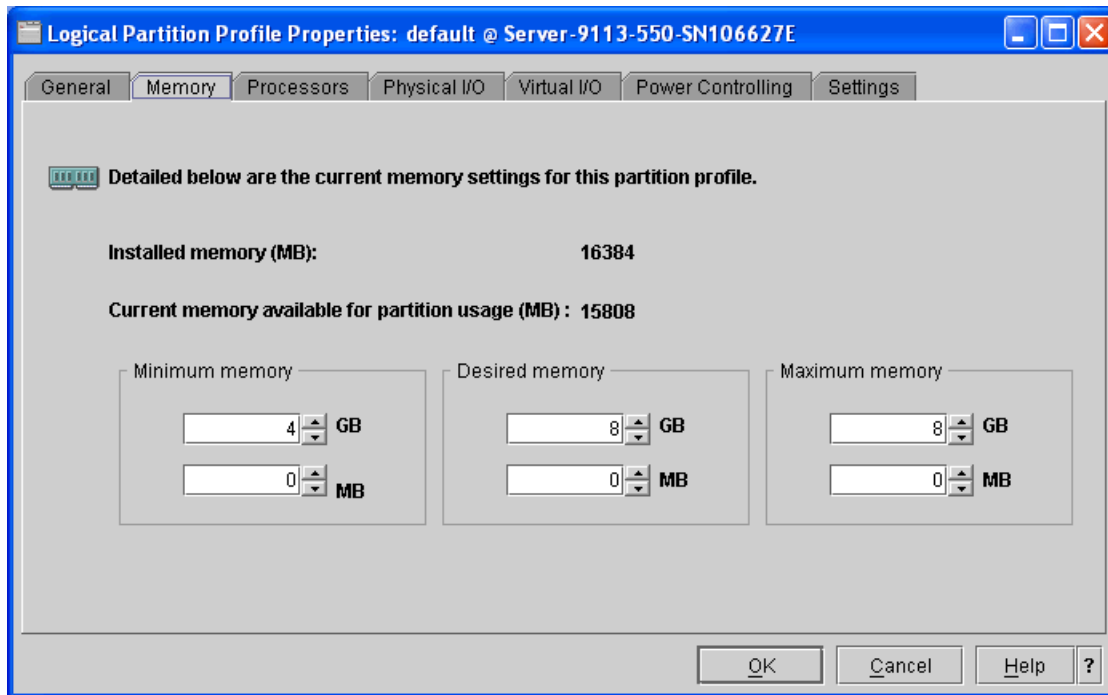 Logical Partition Profile Properties: default @ Server-9113-550-SN106627E
General Memory Processors Physical I/O Virtual I/O Power Controlling Settings
Detailed below are the current memory settings for this partition profile.
Installed memory (MB): 16384
Current memory available for partition usage (MB) : 15808
Minimum memory Desired memory Maximum memory
4 GB 8 GB 8 GB
0 MB 0 MB 0 MB
OK Cancel Help ?